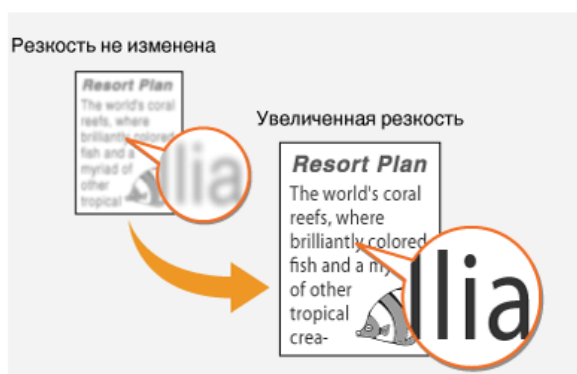 Резкость не изменена
Resort Plan
The world's coral
reefs, where
brilliantly colored
fish and a
myriad of
other
tropical
lia
Увеличенная резкость
Resort Plan
The world's coral
reefs, where
brilliantly colored
fish and a my
of other
tropical
crea-
llia